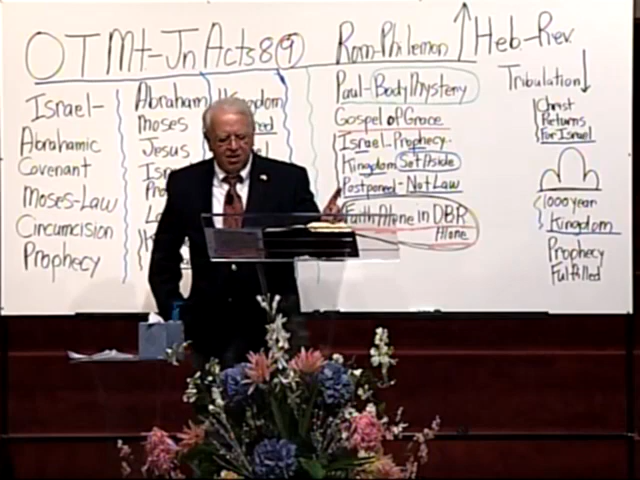 OT Mt-Jn Acts 8 9 Rom-Philemon Heb.-Rev.
Israel-
Abrahamic
Covenant
Moses-Law
Circumcision
Prophecy
Abraham
Moses
Jesus
Kingdom
Paul-Body Mystery
Gospel of Grace
Israel-Prophecy
Kingdom Set Aside
Postponed-Not Law
Faith Alone in DBR
Alone
Tribulation
Christ
Returns
For Israel
1000 year
Kingdom
Prophecy
Fulfilled